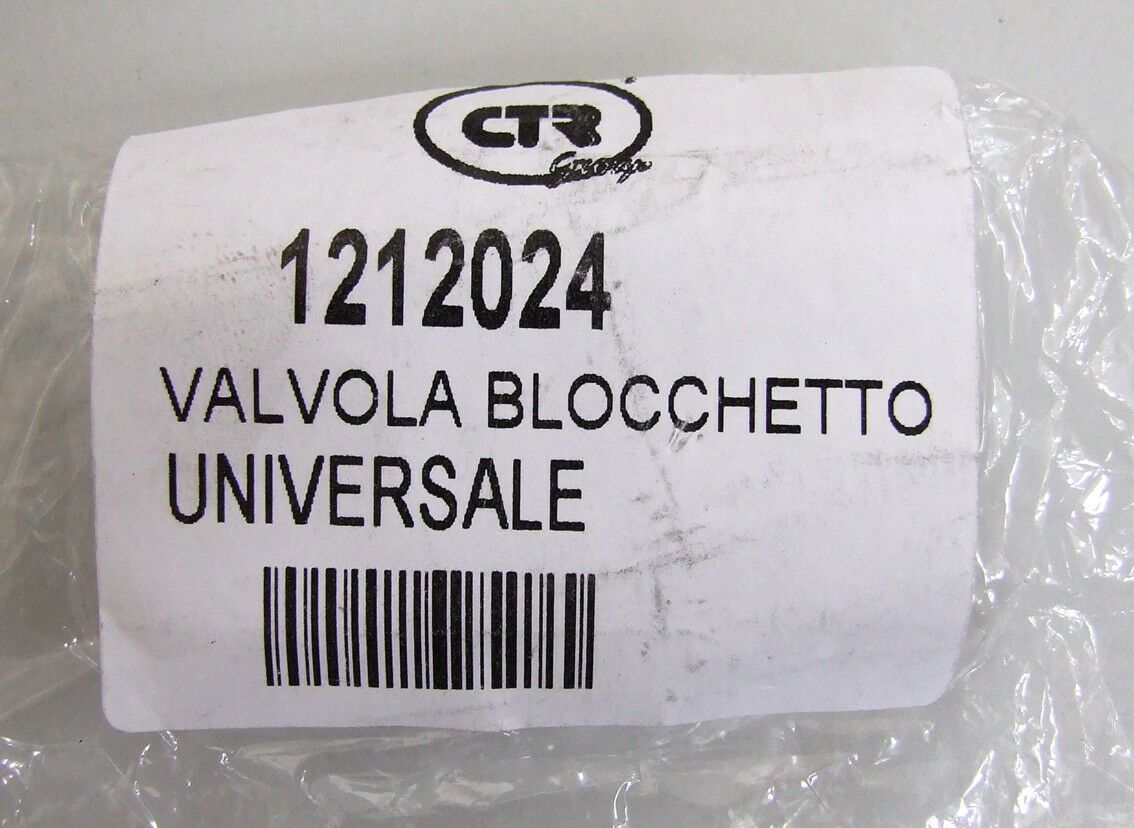 CTR
Group
1212024
VALVOLA BLOCCHETTO
UNIVERSALE